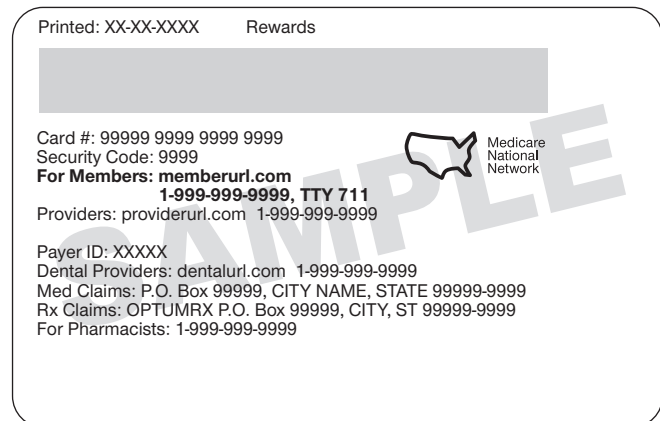 Printed: XX-XX-XXXX Rewards
Card #: 99999 9999 9999 9999
Security Code: 9999
For Members: memberurl.com
1-999-999-9999, TTY 711
Providers: providerurl.com 1-999-999-9999
Medicare
National
Network
Payer ID: XXXXX
Dental Providers: dentalurl.com 1-999-999-9999
Med Claims: P.O. Box 99999, CITY NAME, STATE 99999-9999
Rx Claims: OPTUMRX P.O. Box 99999, CITY, ST 99999-9999
For Pharmacists: 1-999-999-9999
SAMPLE